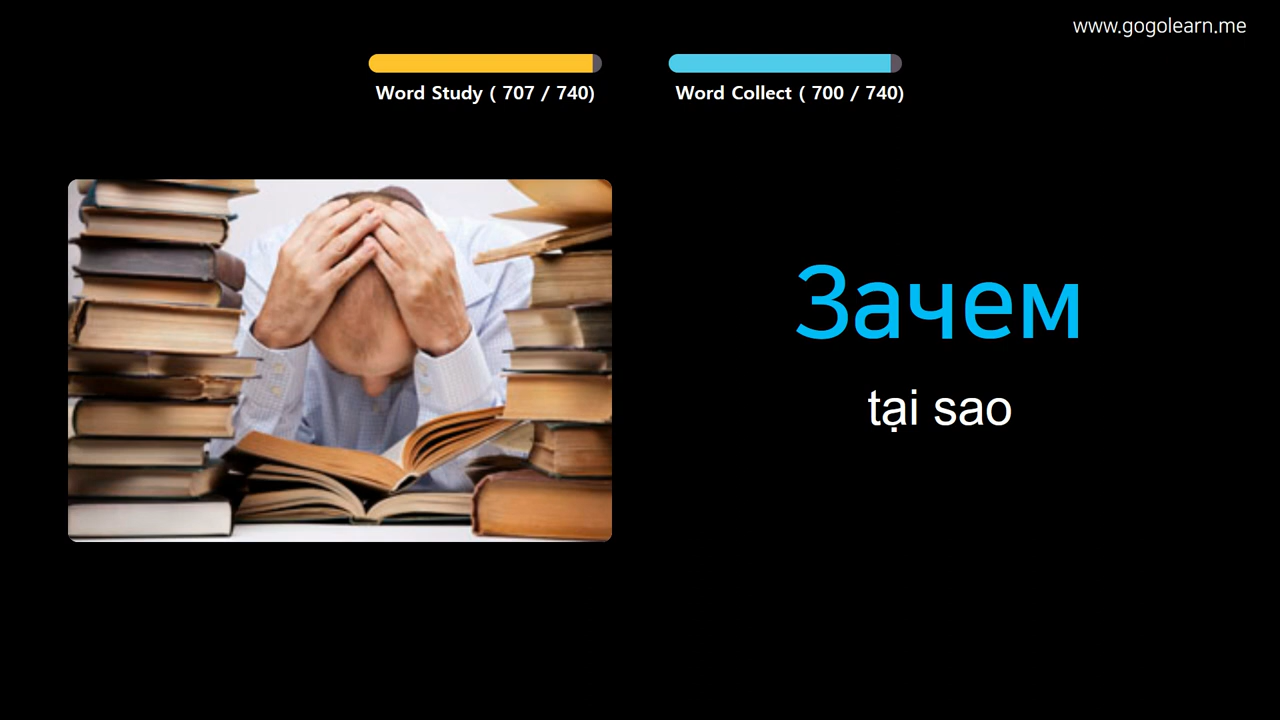 www.gogolearn.me
Word Study ( 707 / 740)
Word Collect ( 700 / 740)
Зачем
tại sao